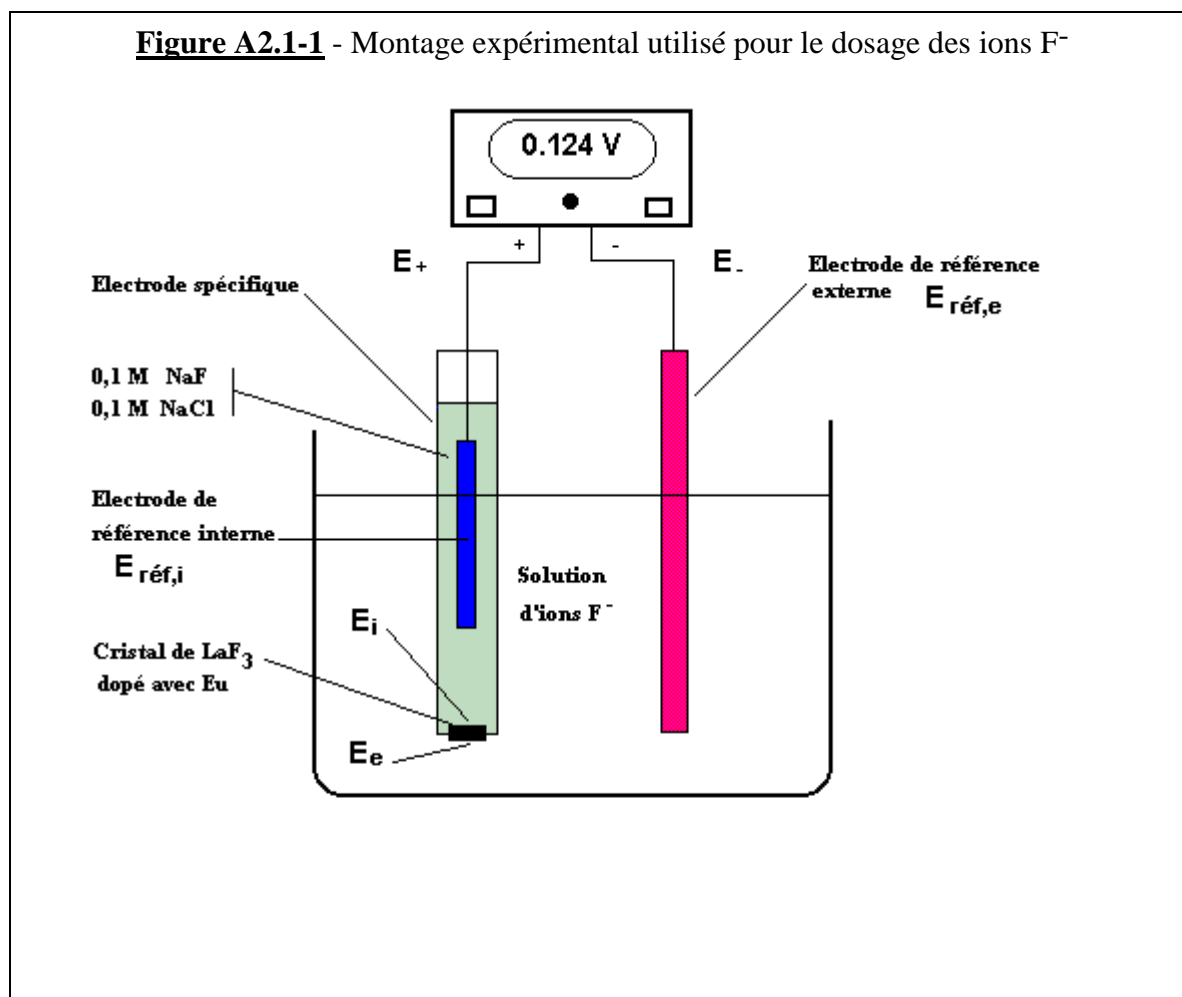 Figure A2.1-1 - Montage expérimental utilisé pour le dosage des ions F-
0.124 V
+ -
E+
E-
Electrode spécifique
Electrode de référence
externe E réf,e
0,1 M NaF
0,1 M NaCl
Electrode de
référence interne
E réf,i
Solution
d'ions F-
Ei
Cristal de LaF3
dopé avec Eu
Ee